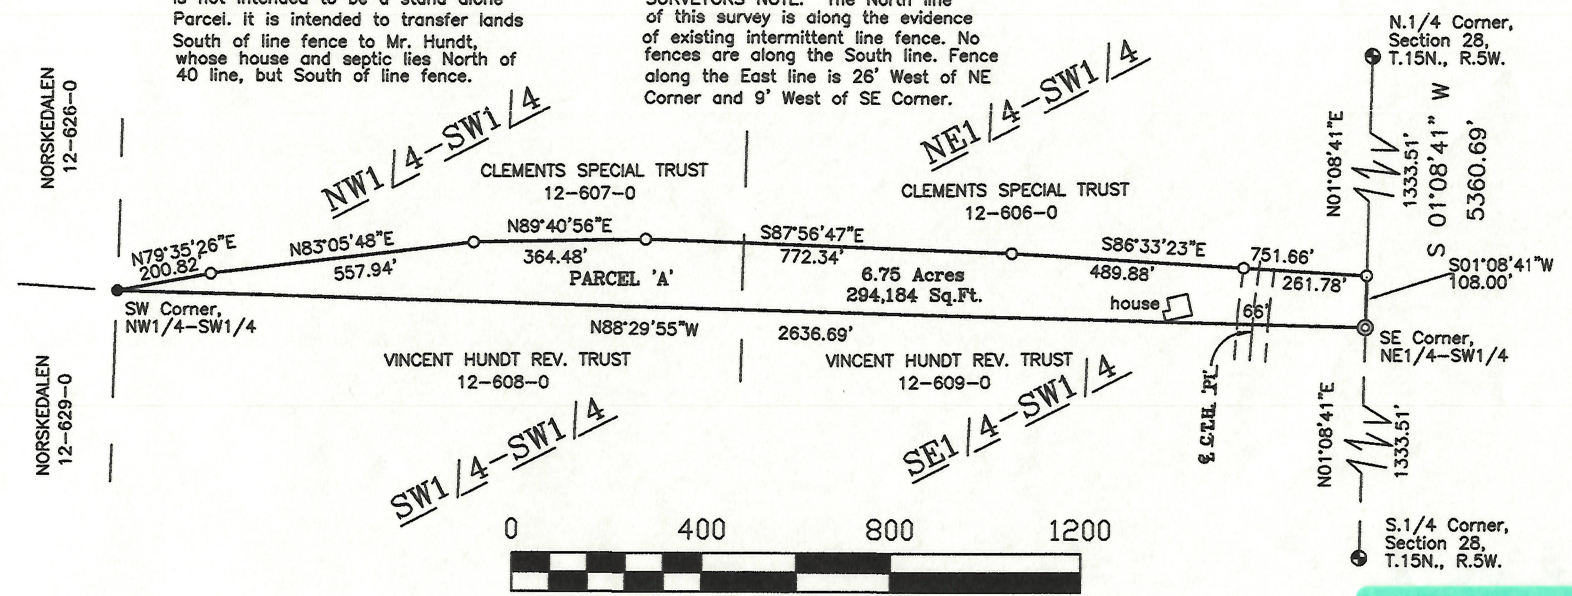 is not intended to be a stand alone
Parcel. It is intended to transfer lands
South of line fence to Mr. Hundt,
whose house and septic lies North of
40 line, but South of line fence.
SURVEYORS NOTE: The North line
of this survey is along the evidence
of existing intermittent line fence. No
fences are along the South line. Fence
along the East line is 26' West of NE
Corner and 9' West of SE Corner.
N.1/4 Corner,
Section 28,
T.15N., R.5W.
NORSKEDALEN
12-626-0
NW1/4-SW1/4
NE1/4-SW1/4
CLEMENTS SPECIAL TRUST
12-607-0
CLEMENTS SPECIAL TRUST
12-606-0
N01°08'41"E
1333.51'
S 01°08'41" W
5360.69'
N79°35'26"E
200.82'
N83°05'48"E
557.94'
N89°40'56"E
364.48'
S87°56'47"E
772.34'
S86°33'23"E
489.88'
751.66'
261.78'
S01°08'41"W
108.00'
PARCEL 'A'
6.75 Acres
294,184 Sq.Ft.
house
66'
SW Corner,
NW1/4-SW1/4
N88°29'55"W
2636.69'
SE Corner,
NE1/4-SW1/4
NORSKEDALEN
12-629-0
VINCENT HUNDT REV. TRUST
12-608-0
VINCENT HUNDT REV. TRUST
12-609-0
SW1/4-SW1/4
SE1/4-SW1/4
℄ C.T.H. 'PI'
N01°08'41"E
1333.51'
S.1/4 Corner,
Section 28,
T.15N., R.5W.
0 400 800 1200